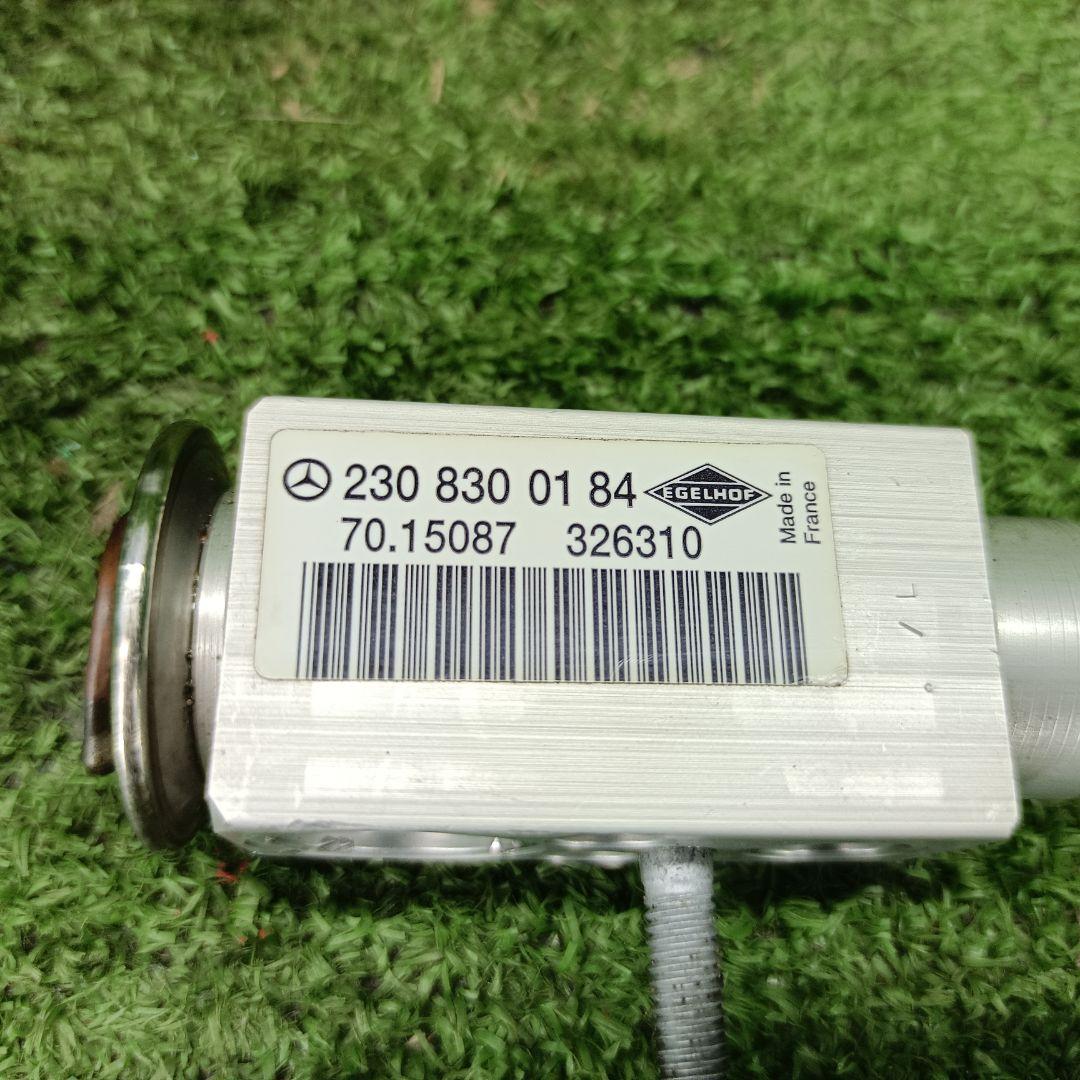 230 830 01 84 EGELHOF
70.15087 326310
Made in
France